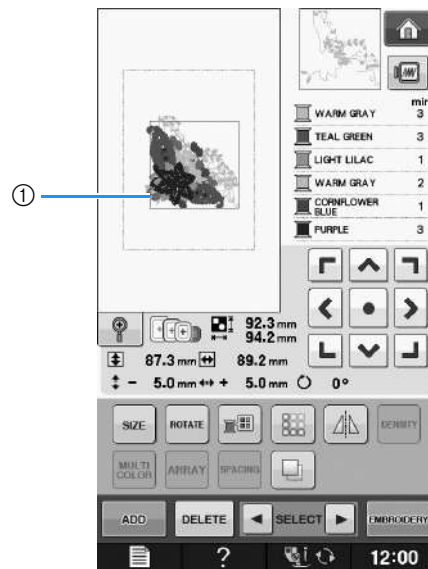 min
WARM GRAY 3
TEAL GREEN 3
LIGHT LILAC 1
WARM GRAY 2
CORNFLOWER BLUE 1
PURPLE 3
①
92.3 mm
94.2 mm
87.3 mm 89.2 mm
- 5.0 mm + 5.0 mm 0°
SIZE ROTATE DENSITY
MULTI COLOR ARRAY SPACING
ADD DELETE SELECT EMBROIDERY
? 12:00